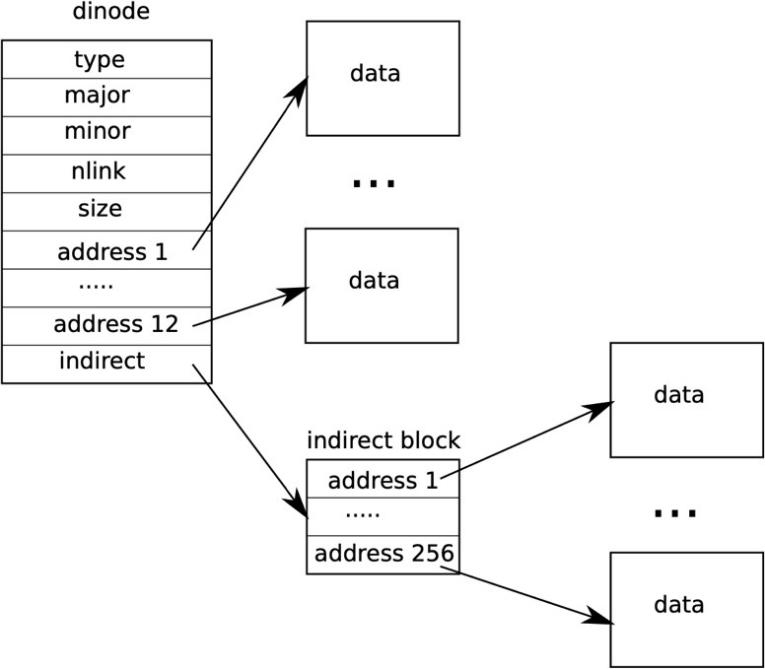 dinode
type
major
minor
nlink
size
address 1
.....
address 12
indirect
data
...
data
indirect block
address 1
.....
address 256
data
...
data